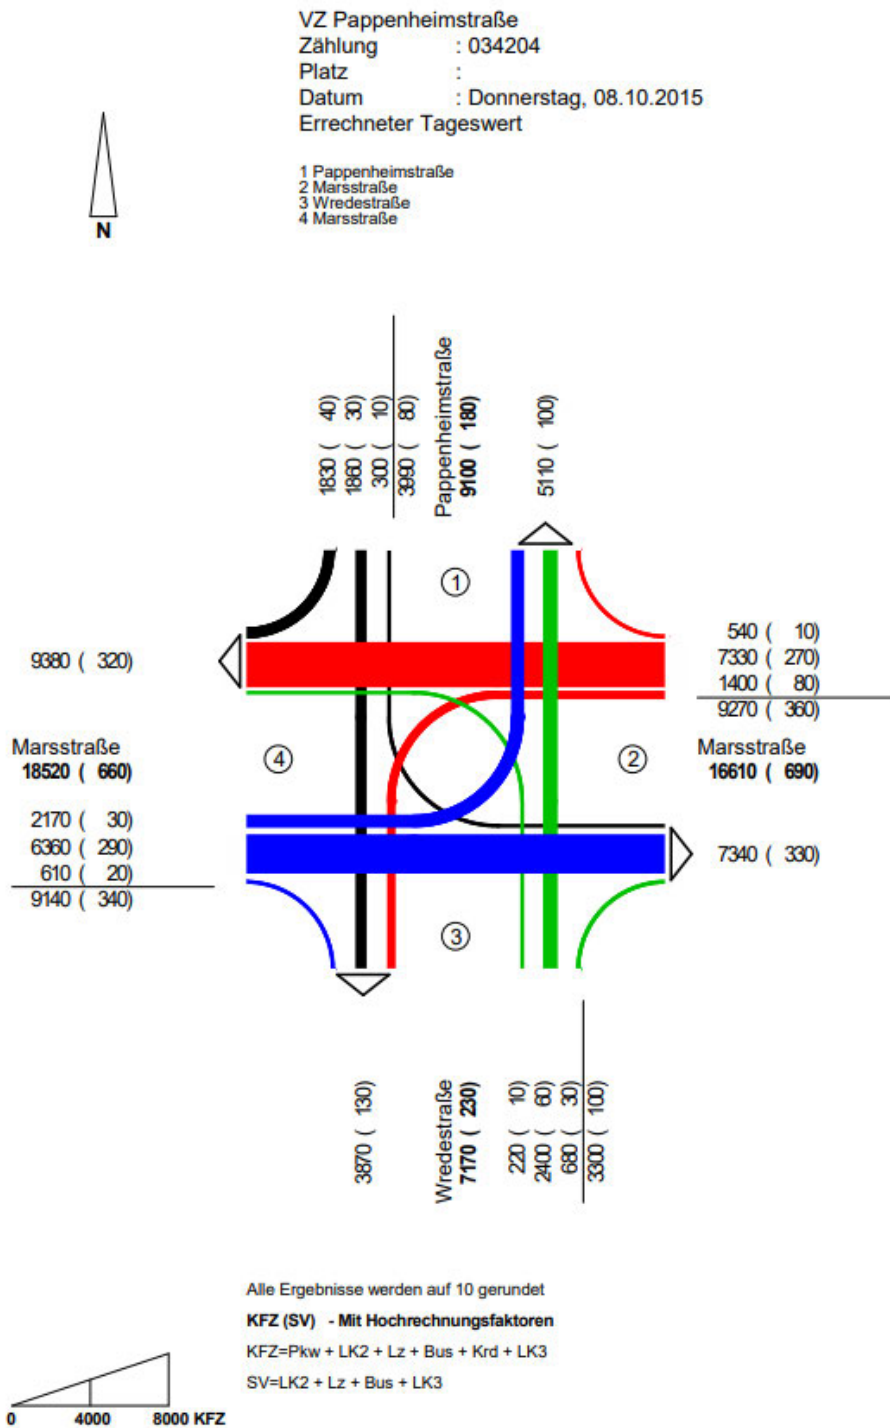 VZ Pappenheimstraße
Zählung : 034204
Platz :
Datum : Donnerstag, 08.10.2015
Errechneter Tageswert
1 Pappenheimstraße
2 Marsstraße
3 Wredestraße
4 Marsstraße
N
1830 ( 40)
1860 ( 30)
300 ( 10)
3990 ( 80)
Pappenheimstraße
9100 ( 180)
5110 ( 100)
1
540 ( 10)
7330 ( 270)
1400 ( 80)
9270 ( 360)
9380 ( 320)
Marsstraße
18520 ( 660)
4
2
Marsstraße
16610 ( 690)
2170 ( 30)
6360 ( 290)
610 ( 20)
9140 ( 340)
7340 ( 330)
3
3870 ( 130)
Wredestraße
7170 ( 230)
220 ( 10)
2400 ( 60)
680 ( 30)
3300 ( 100)
Alle Ergebnisse werden auf 10 gerundet
KFZ (SV) - Mit Hochrechnungsfaktoren
KFZ=Pkw + LK2 + Lz + Bus + Krd + LK3
SV=LK2 + Lz + Bus + LK3
0 4000 8000 KFZ